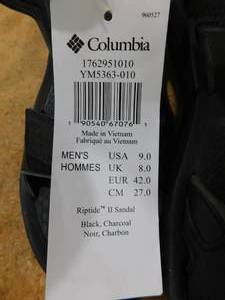 960527
Columbia
1762951010
YM5363-010
1 90540 67076 1
Made in Vietnam
Fabriqué au Vietnam
MEN'S USA 9.0
HOMMES UK 8.0
EUR 42.0
CM 27.0
Riptide™ II Sandal
Black, Charcoal
Noir, Charbon